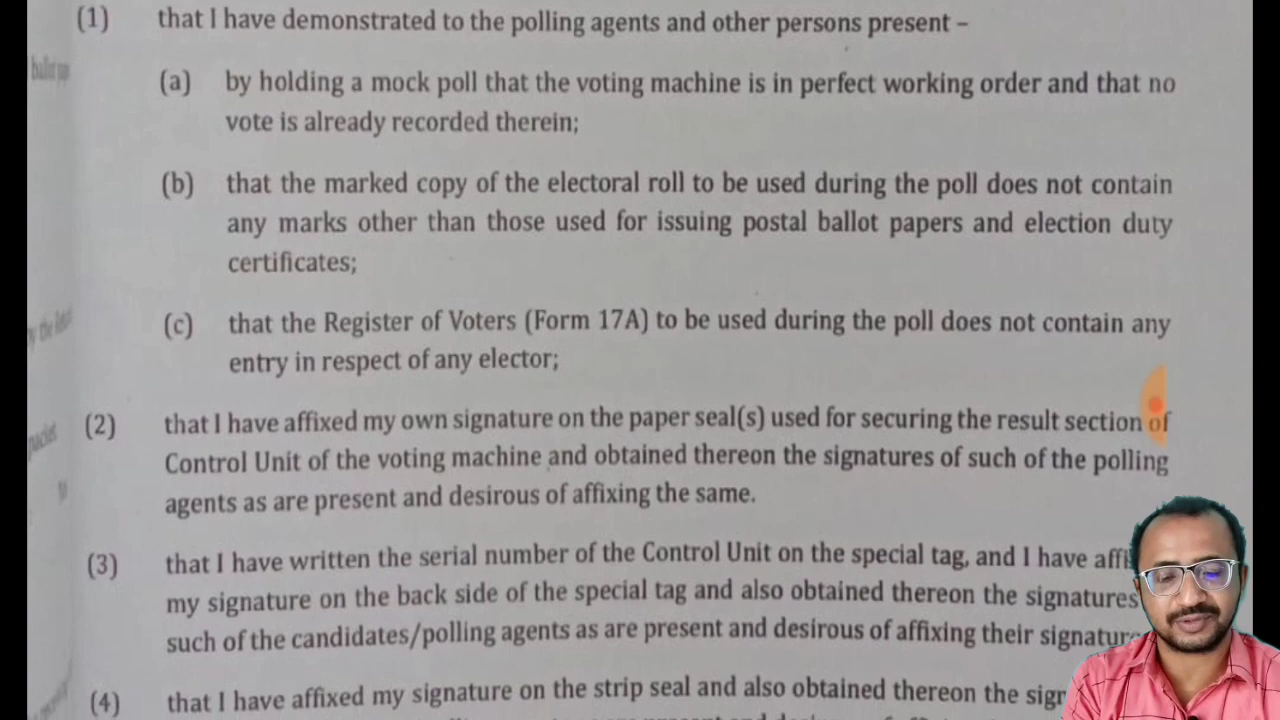 (1) that I have demonstrated to the polling agents and other persons present –
(a) by holding a mock poll that the voting machine is in perfect working order and that no
vote is already recorded therein;
(b) that the marked copy of the electoral roll to be used during the poll does not contain
any marks other than those used for issuing postal ballot papers and election duty
certificates;
(c) that the Register of Voters (Form 17A) to be used during the poll does not contain any
entry in respect of any elector;
(2) that I have affixed my own signature on the paper seal(s) used for securing the result section of
Control Unit of the voting machine and obtained thereon the signatures of such of the polling
agents as are present and desirous of affixing the same.
(3) that I have written the serial number of the Control Unit on the special tag, and I have
my signature on the back side of the special tag and also obtained thereon the signatures
such of the candidates/polling agents as are present and desirous of affixing their
(4) that I have affixed my signature on the strip seal and also obtained thereon the